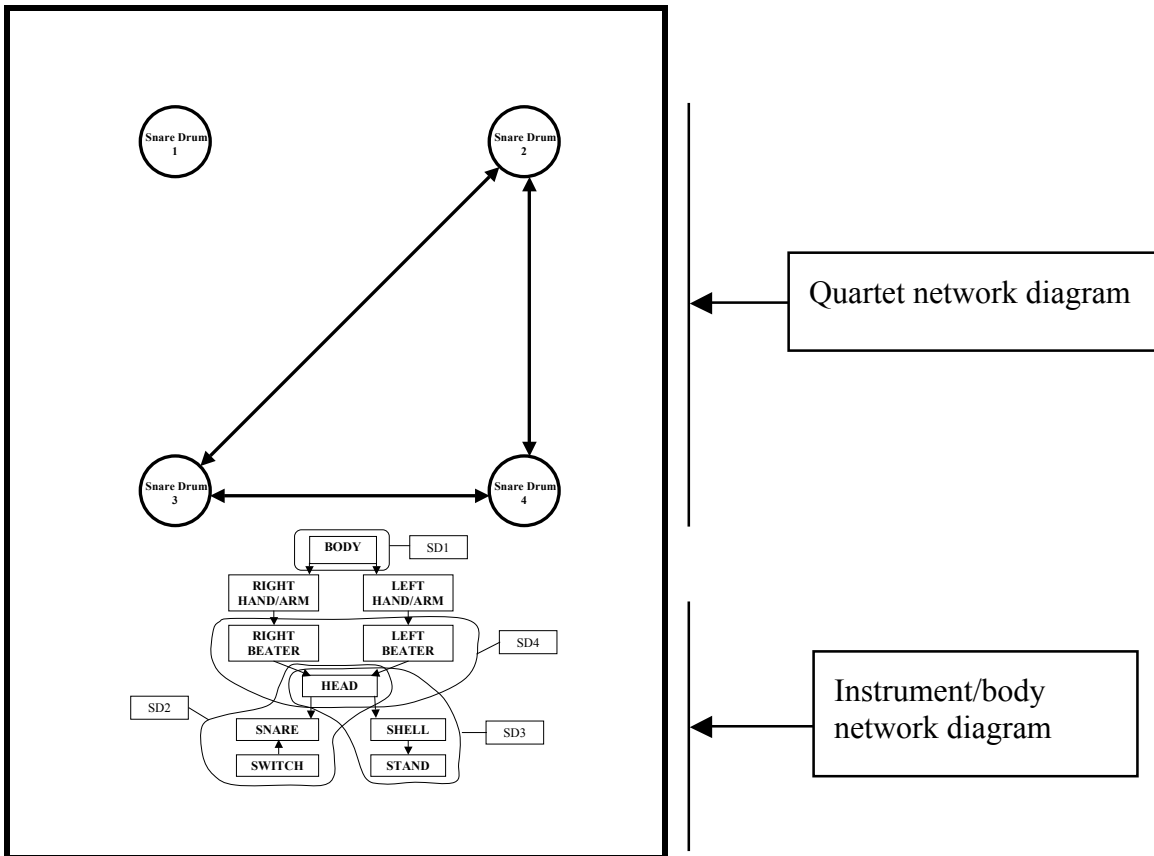 Snare Drum
1
Snare Drum
2
Quartet network diagram
Snare Drum
3
Snare Drum
4
BODY
SD1
RIGHT
HAND/ARM
LEFT
HAND/ARM
RIGHT
BEATER
LEFT
BEATER
SD4
HEAD
SD2
SNARE
SHELL
SD3
SWITCH
STAND
Instrument/body
network diagram